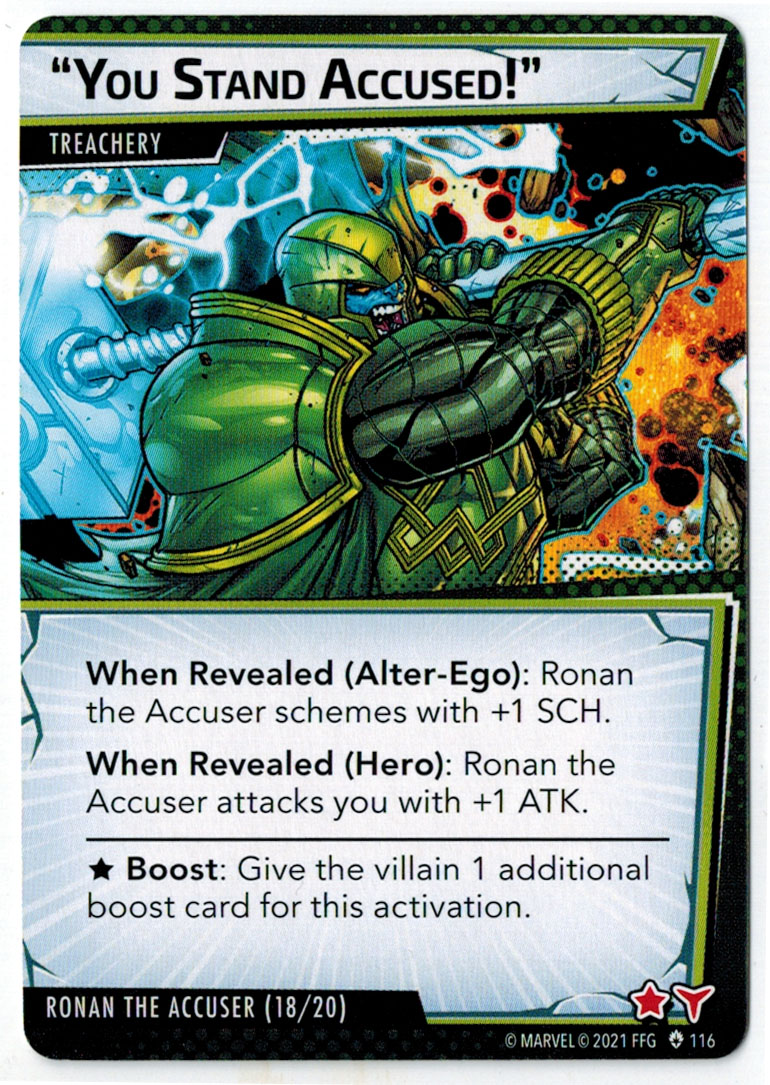 “YOU STAND ACCUSED!”
TREACHERY
When Revealed (Alter-Ego): Ronan
the Accuser schemes with +1 SCH.
When Revealed (Hero): Ronan the
Accuser attacks you with +1 ATK.
★ Boost: Give the villain 1 additional
boost card for this activation.
RONAN THE ACCUSER (18/20)
© MARVEL © 2021 FFG 116